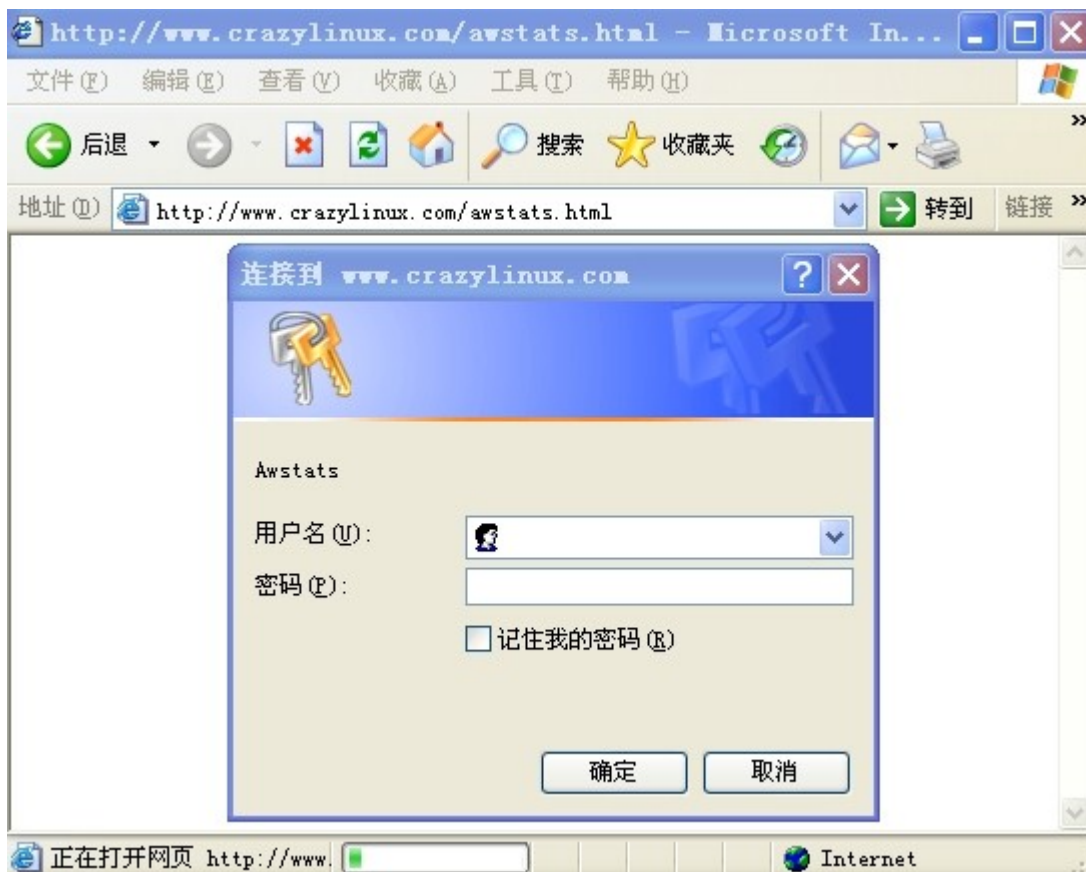 http://www.crazylinux.com/awstats.html - Microsoft In...
文件(F) 编辑(E) 查看(V) 收藏(A) 工具(T) 帮助(H)
后退 搜索 收藏夹 »
地址(D) http://www.crazylinux.com/awstats.html 转到 链接 »
连接到 www.crazylinux.com
Awstats
用户名(U):
密码(P):
记住我的密码(R)
确定 取消
正在打开网页 http://www. Internet